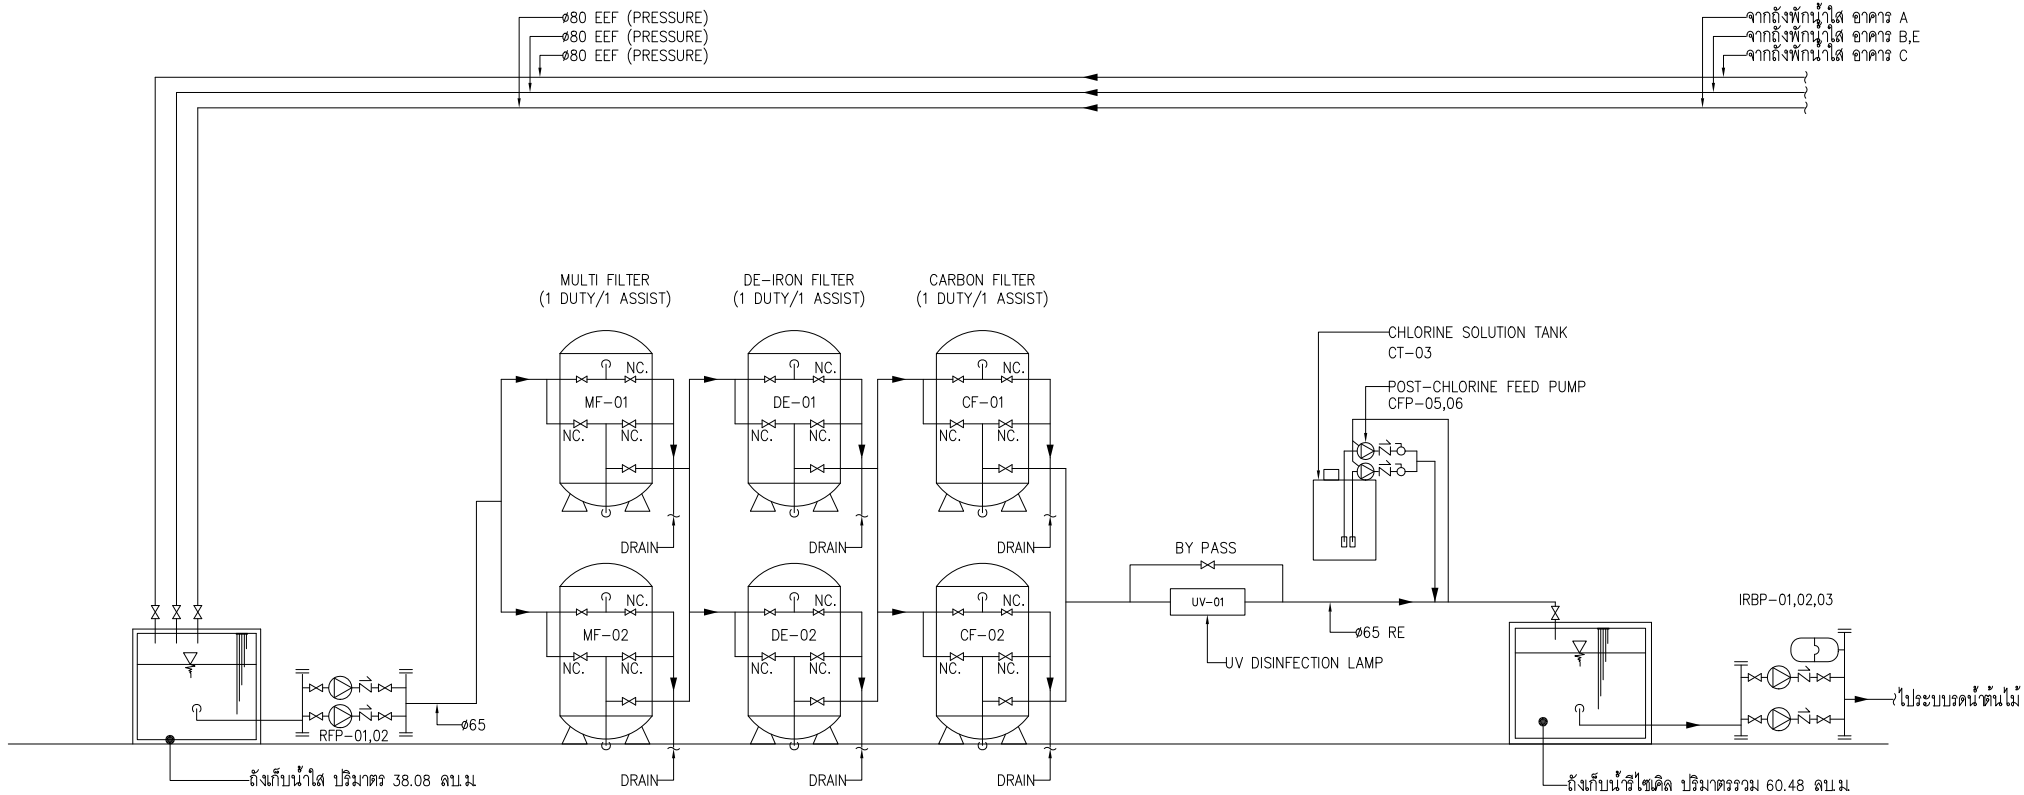 ø80 EEF (PRESSURE)
ø80 EEF (PRESSURE)
ø80 EEF (PRESSURE)
จากถังพักน้ำใส อาคาร A
จากถังพักน้ำใส อาคาร B,E
จากถังพักน้ำใส อาคาร C
MULTI FILTER
(1 DUTY/1 ASSIST)
DE-IRON FILTER
(1 DUTY/1 ASSIST)
CARBON FILTER
(1 DUTY/1 ASSIST)
CHLORINE SOLUTION TANK
CT-03
POST-CHLORINE FEED PUMP
CFP-05,06
NC.
MF-01
NC.
NC.
NC.
DE-01
NC.
NC.
NC.
CF-01
NC.
NC.
DRAIN
DRAIN
DRAIN
BY PASS
UV-01
ø65 RE
UV DISINFECTION LAMP
IRBP-01,02,03
NC.
MF-02
NC.
NC.
NC.
DE-02
NC.
NC.
NC.
CF-02
NC.
NC.
RFP-01,02
ø65
ไประบบรดน้ำต้นไม้
ถังเก็บน้ำใส ปริมาตร 38.08 ลบ.ม.
DRAIN
DRAIN
DRAIN
ถังเก็บน้ำรีไซเคิล ปริมาตรรวม 60.48 ลบ.ม.